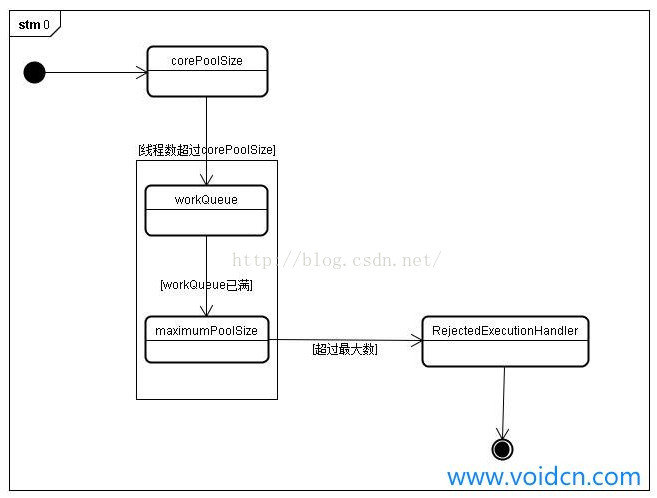 stm 0
corePoolSize
[线程数超过corePoolSize]
workQueue
http://blog.csdn.net/
[workQueue已满]
maximumPoolSize
RejectedExecutionHandler
[超过最大数]
www.voidcn.com